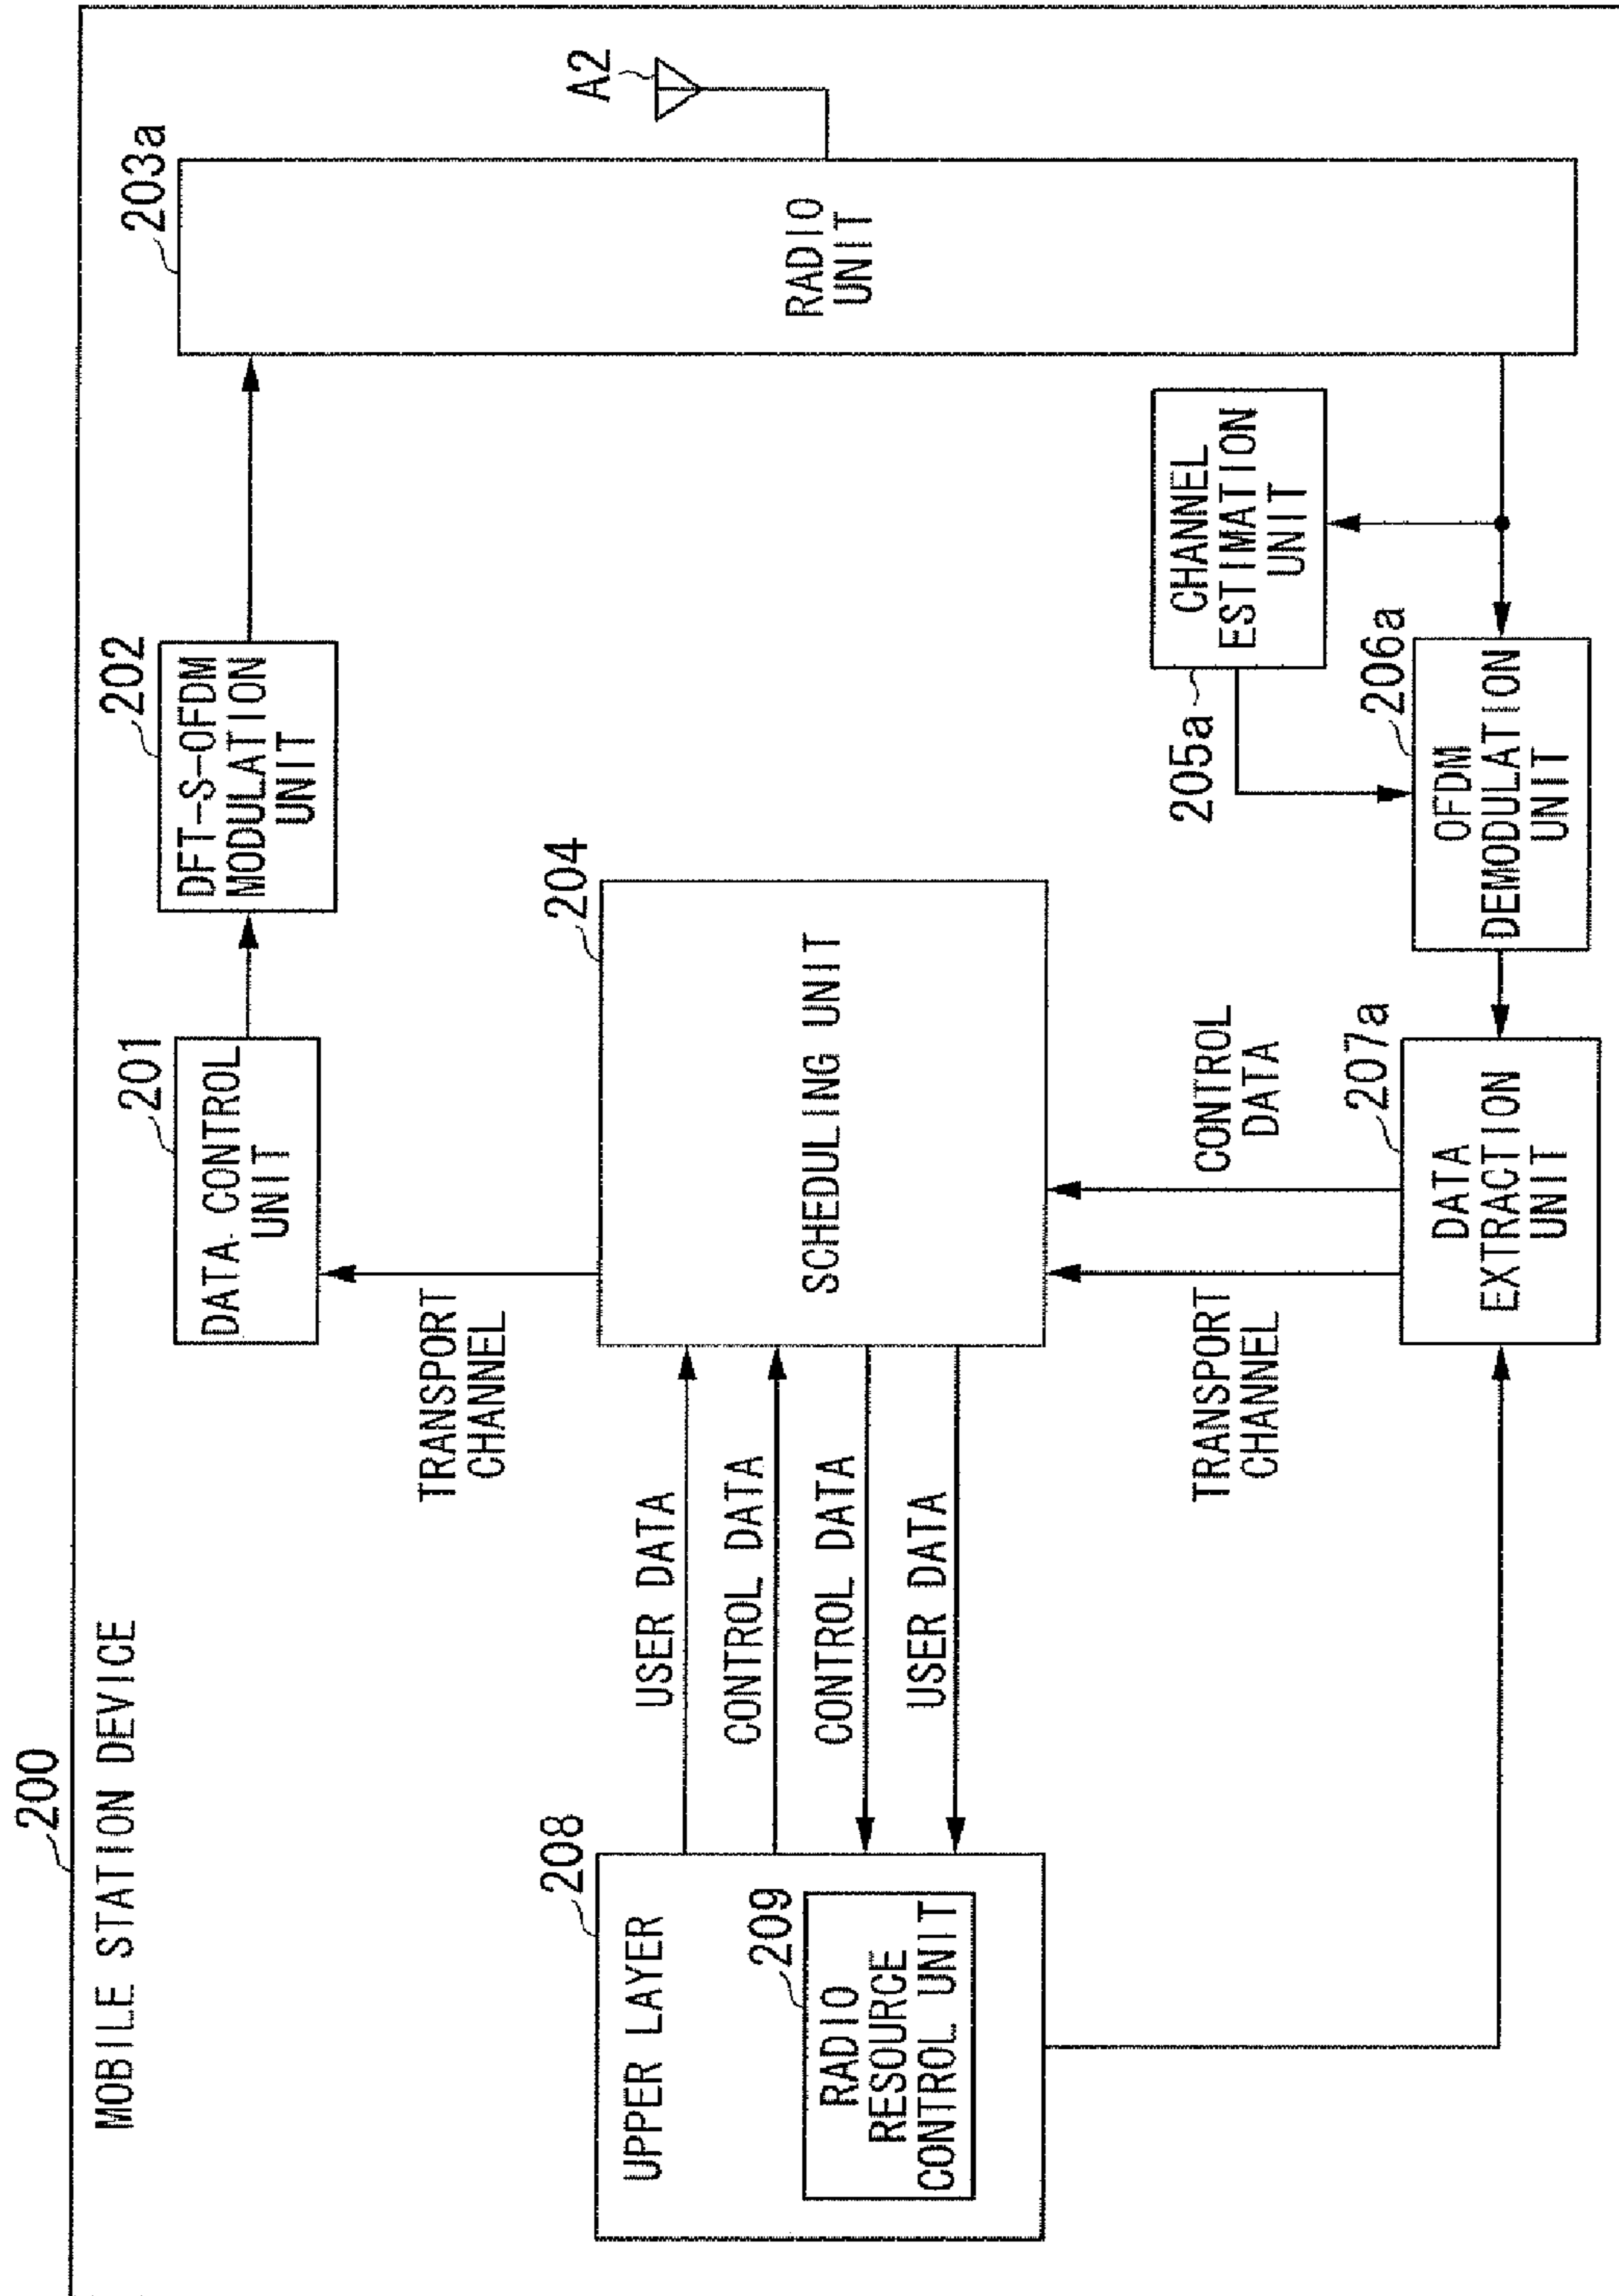 200
MOBILE STATION DEVICE
208
UPPER LAYER
209
RADIO
RESOURCE
CONTROL UNIT
USER DATA
CONTROL DATA
CONTROL DATA
USER DATA
TRANSPORT
CHANNEL
201
DATA CONTROL
UNIT
202
DFT-S-OFDM
MODULATION
UNIT
203a
RADIO
UNIT
A2
204
SCHEDULING UNIT
TRANSPORT
CHANNEL
CONTROL
DATA
207a
DATA
EXTRACTION
UNIT
206a
OFDM
DEMODULATION
UNIT
205a
CHANNEL
ESTIMATION
UNIT